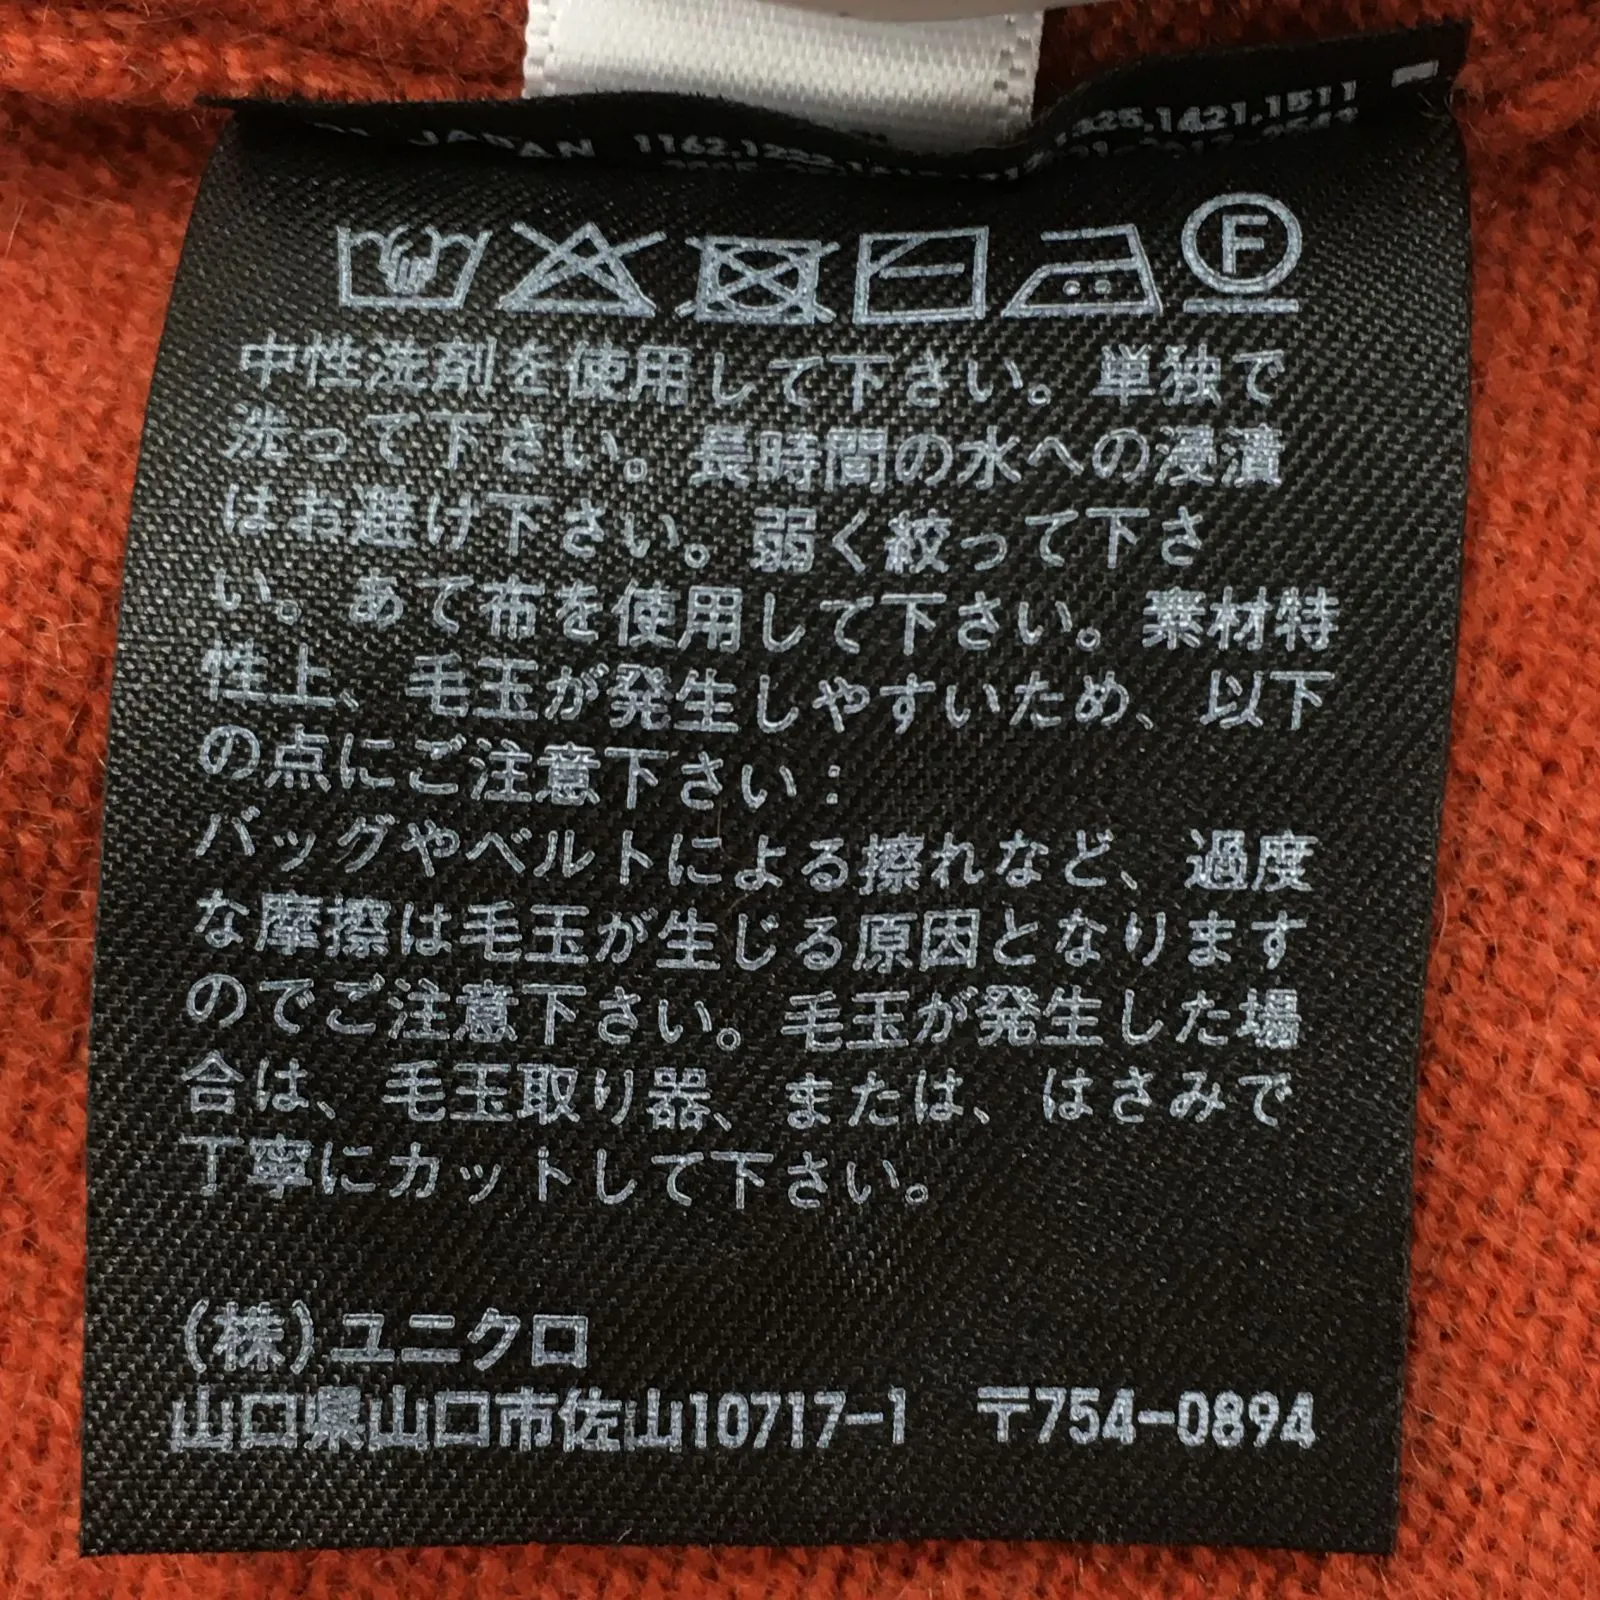 JAPAN
1325,1421,1511
F
中性洗剤を使用して下さい。単独で
洗って下さい。長時間の水への浸漬
はお避け下さい。弱く絞って下さ
い。あて布を使用して下さい。素材特
性上、毛玉が発生しやすいため、以下
の点にご注意下さい:
バッグやベルトによる擦れなど、過度
な摩擦は毛玉が生じる原因となります
のでご注意下さい。毛玉が発生した場
合は、毛玉取り器、または、はさみで
丁寧にカットして下さい。
(株)ユニクロ
山口県山口市佐山10717-1 〒754-0894